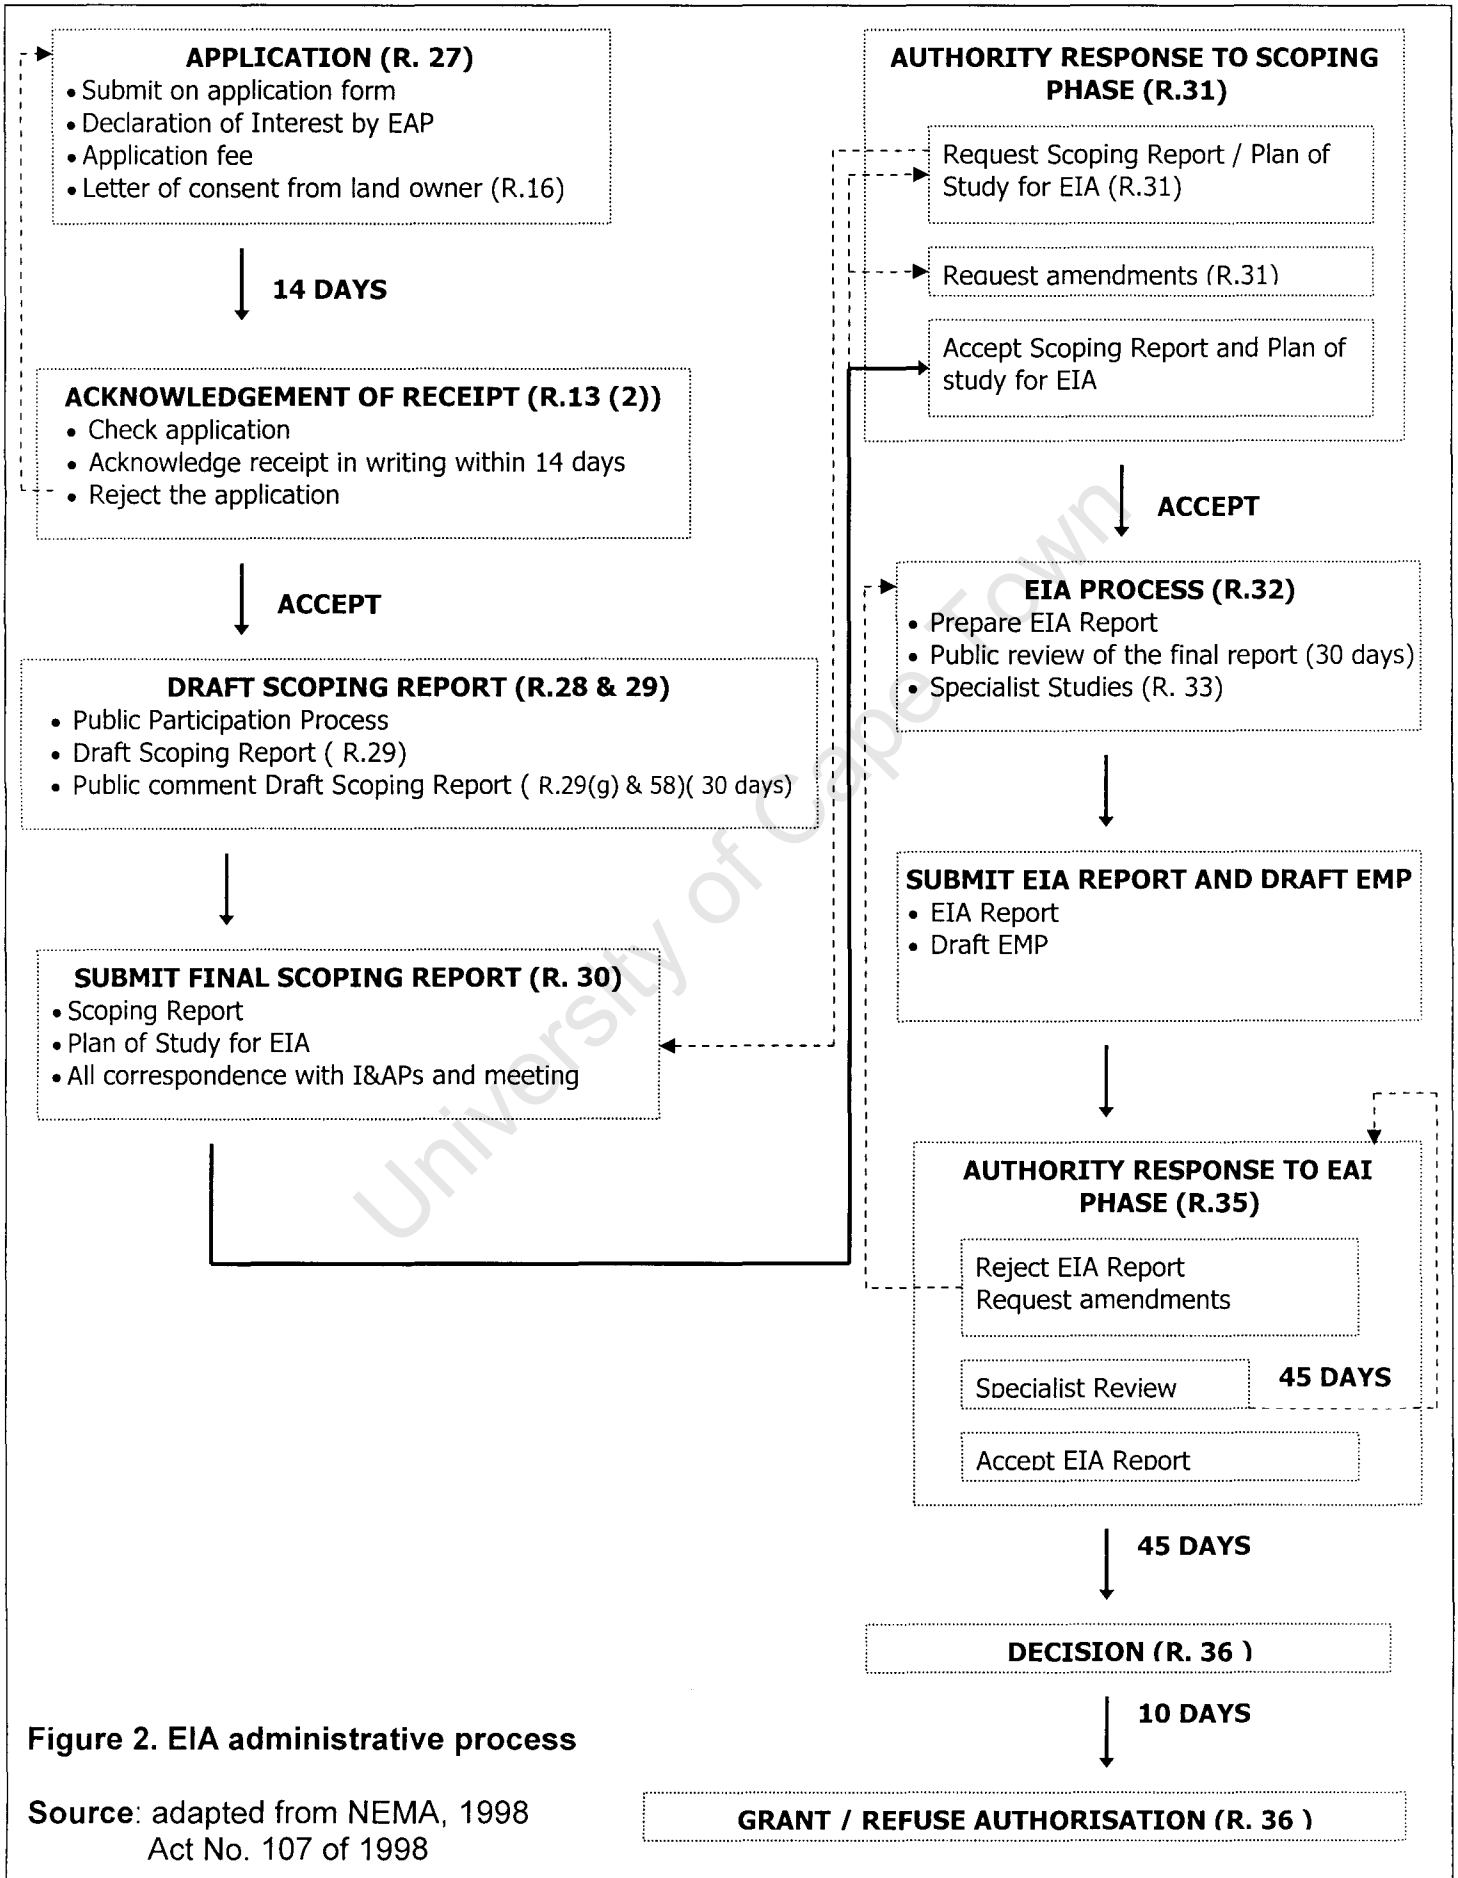 APPLICATION (R. 27)
• Submit on application form
• Declaration of Interest by EAP
• Application fee
• Letter of consent from land owner (R.16)
14 DAYS
ACKNOWLEDGEMENT OF RECEIPT (R.13 (2))
• Check application
• Acknowledge receipt in writing within 14 days
• Reject the application
ACCEPT
DRAFT SCOPING REPORT (R.28 & 29)
• Public Participation Process
• Draft Scoping Report ( R.29)
• Public comment Draft Scoping Report ( R.29(g) & 58)( 30 days)
SUBMIT FINAL SCOPING REPORT (R. 30)
• Scoping Report
• Plan of Study for EIA
• All correspondence with I&APs and meeting
AUTHORITY RESPONSE TO SCOPING
PHASE (R.31)
Request Scoping Report / Plan of
Study for EIA (R.31)
Request amendments (R.31)
Accept Scoping Report and Plan of
study for EIA
ACCEPT
EIA PROCESS (R.32)
• Prepare EIA Report
• Public review of the final report (30 days)
• Specialist Studies (R. 33)
SUBMIT EIA REPORT AND DRAFT EMP
• EIA Report
• Draft EMP
AUTHORITY RESPONSE TO EAI
PHASE (R.35)
Reject EIA Report
Request amendments
Specialist Review
45 DAYS
Accept EIA Report
45 DAYS
DECISION (R. 36 )
10 DAYS
GRANT / REFUSE AUTHORISATION (R. 36 )
Figure 2. EIA administrative process
Source: adapted from NEMA, 1998
Act No. 107 of 1998
University of Cape Town